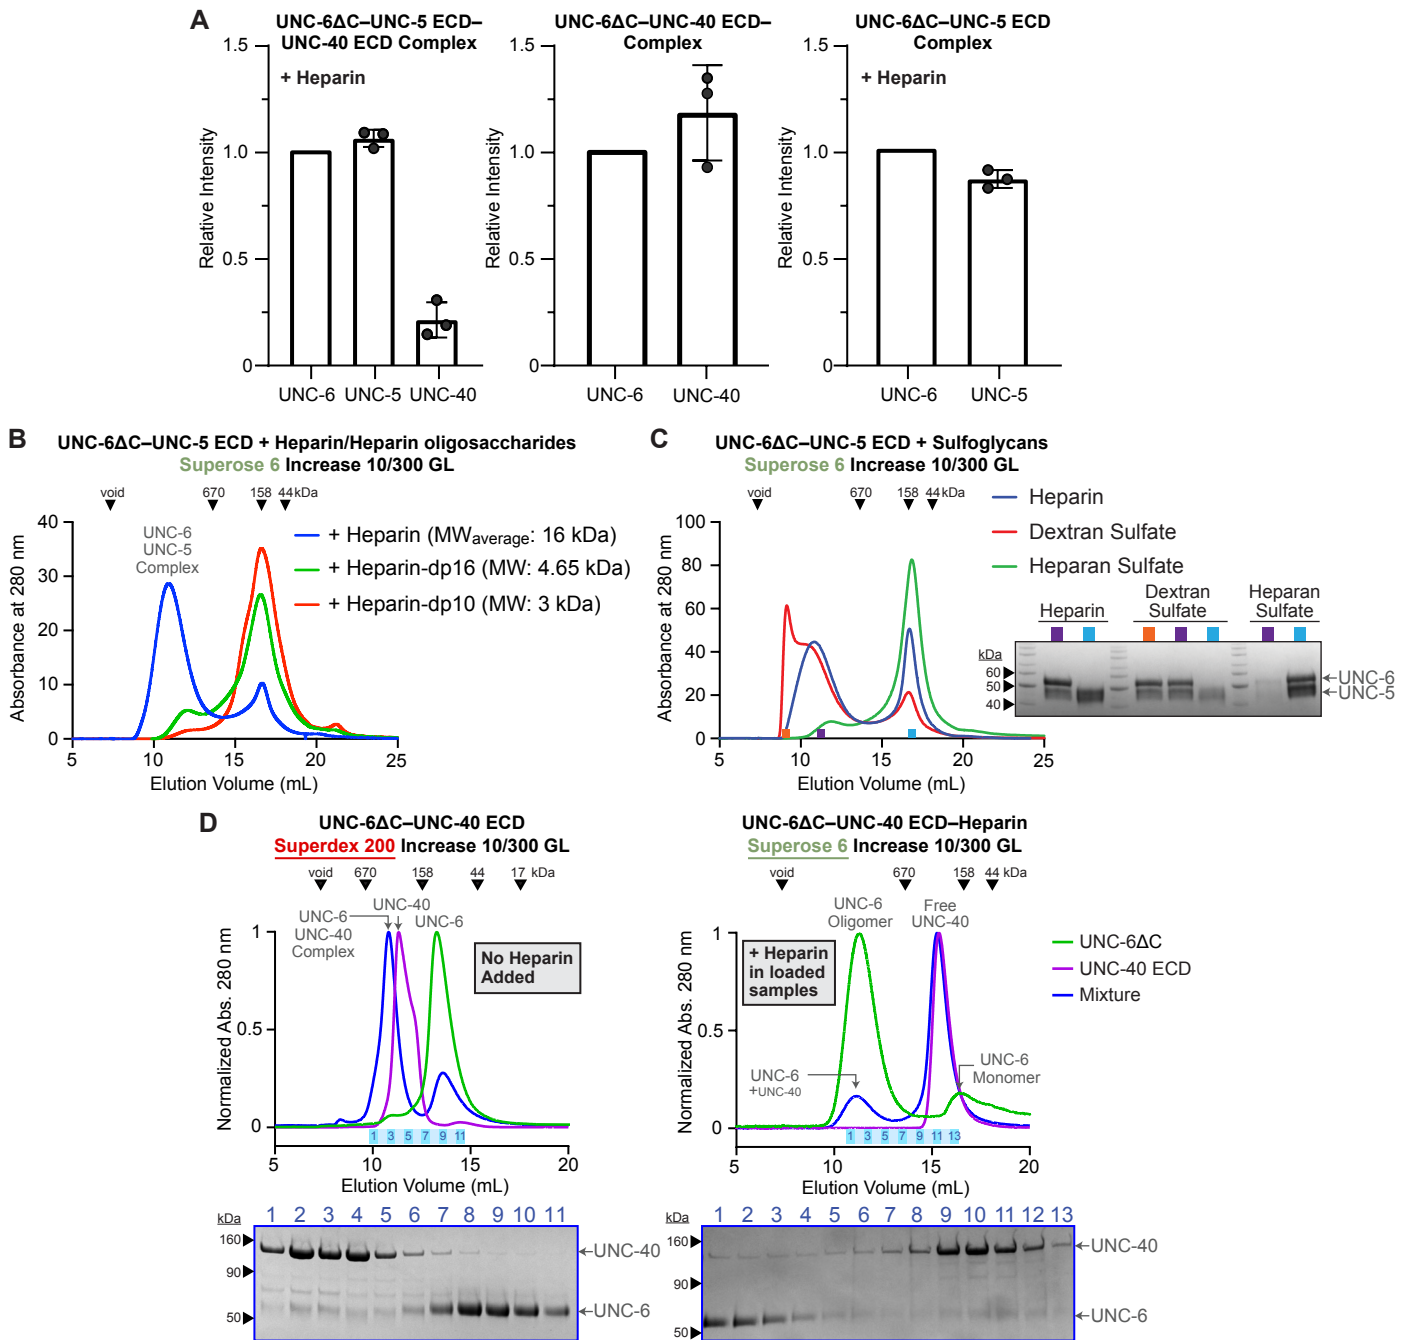 A
UNC-6ΔC–UNC-5 ECD–
UNC-40 ECD Complex
+ Heparin
Relative Intensity
1.5
1.0
0.5
0
UNC-6 UNC-5 UNC-40
UNC-6ΔC–UNC-40 ECD–
Complex
Relative Intensity
1.5
1.0
0.5
0
UNC-6 UNC-40
UNC-6ΔC–UNC-5 ECD
Complex
+ Heparin
Relative Intensity
1.5
1.0
0.5
0
UNC-6 UNC-5
B
UNC-6ΔC–UNC-5 ECD + Heparin/Heparin oligosaccharides
Superose 6 Increase 10/300 GL
void 670 158 44 kDa
UNC-6
UNC-5
Complex
+ Heparin (MWaverage: 16 kDa)
+ Heparin-dp16 (MW: 4.65 kDa)
+ Heparin-dp10 (MW: 3 kDa)
Absorbance at 280 nm
40
30
20
10
0
5 10 15 20 25
Elution Volume (mL)
C
UNC-6ΔC–UNC-5 ECD + Sulfoglycans
Superose 6 Increase 10/300 GL
void 670 158 44 kDa
Heparin
Dextran Sulfate
Heparan Sulfate
Absorbance at 280 nm
100
80
60
40
20
0
5 10 15 20 25
Elution Volume (mL)
Heparin
Dextran
Sulfate
Heparan
Sulfate
kDa
60
50
40
UNC-6
UNC-5
D
UNC-6ΔC–UNC-40 ECD
Superdex 200 Increase 10/300 GL
void 670 158 44 17 kDa
UNC-6
UNC-40
Complex
UNC-40
UNC-6
No Heparin
Added
Normalized Abs. 280 nm
1
0.5
0
1 3 5 7 9 11
5 10 15 20
Elution Volume (mL)
kDa
1 2 3 4 5 6 7 8 9 10 11
160
90
50
UNC-40
UNC-6
UNC-6ΔC–UNC-40 ECD–Heparin
Superose 6 Increase 10/300 GL
void 670 158 44 kDa
UNC-6
Oligomer
Free
UNC-40
+ Heparin
in loaded
samples
UNC-6
+UNC-40
UNC-6
Monomer
UNC-6ΔC
UNC-40 ECD
Mixture
Normalized Abs. 280 nm
1
0.5
0
1 3 5 7 9 11 13
5 10 15 20
Elution Volume (mL)
kDa
1 2 3 4 5 6 7 8 9 10 11 12 13
160
90
50
UNC-40
UNC-6